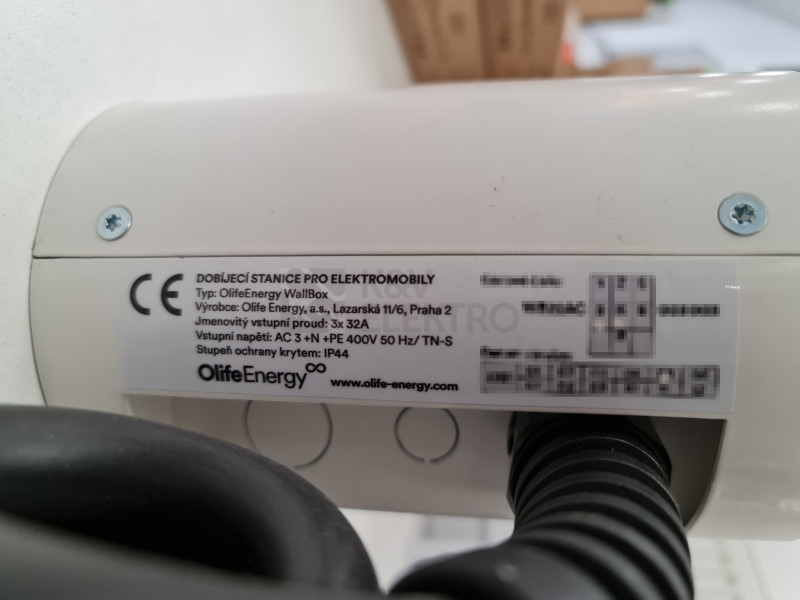 CE
DOBÍJECÍ STANICE PRO ELEKTROMOBILY
Typ: OlifeEnergy WallBox
Výrobce: Olife Energy, a.s., Lazarská 11/6, Praha 2
Jmenovitý vstupní proud: 3x 32A
Vstupní napětí: AC 3 +N +PE 400V 50 Hz/ TN-S
Stupeň ochrany krytem: IP44
OlifeEnergy
www.olife-energy.com
K&V
ELEKTRO